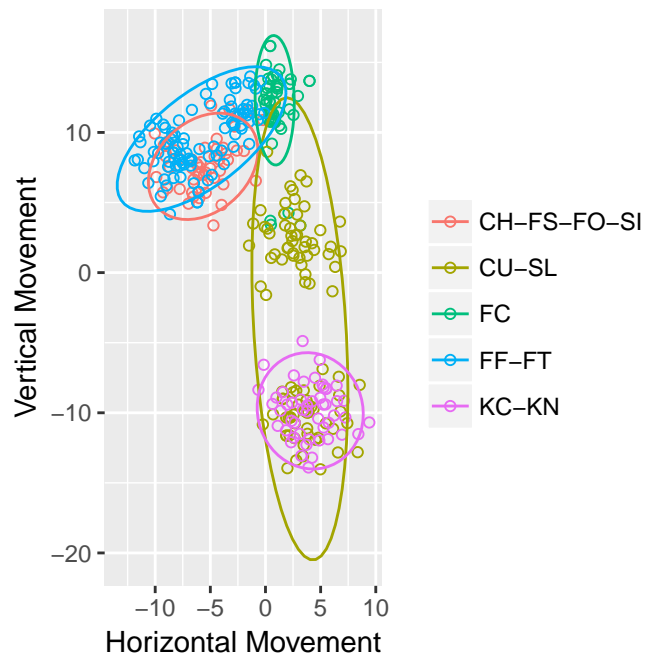 10
0
−10
−20
−10 −5 0 5 10
Horizontal Movement
Vertical Movement
CH−FS−FO−SI
CU−SL
FC
FF−FT
KC−KN